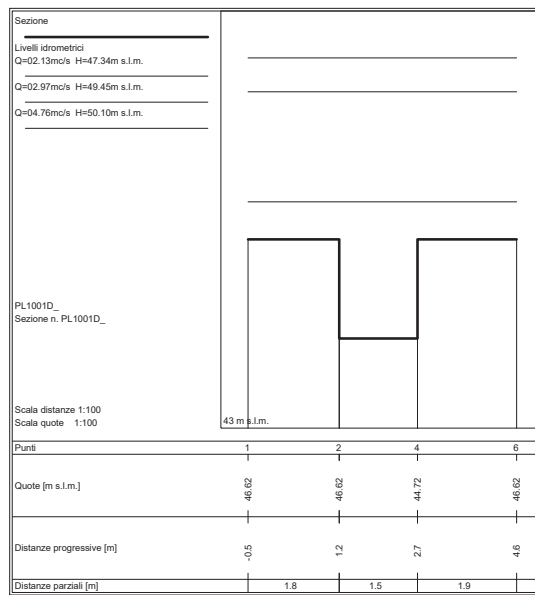 Sezione
Livelli idrometrici
Q=02.13mc/s H=47.34m s.l.m.
Q=02.97mc/s H=49.45m s.l.m.
Q=04.76mc/s H=50.10m s.l.m.
PL1001D_
Sezione n. PL1001D_
Scala distanze 1:100
Scala quote 1:100
43 m s.l.m.
Punti 1 2 4 6
Quote [m s.l.m.] 46.62 46.62 44.72 46.62
Distanze progressive [m] -0.5 1.2 2.7 4.6
Distanze parziali [m] 1.8 1.5 1.9